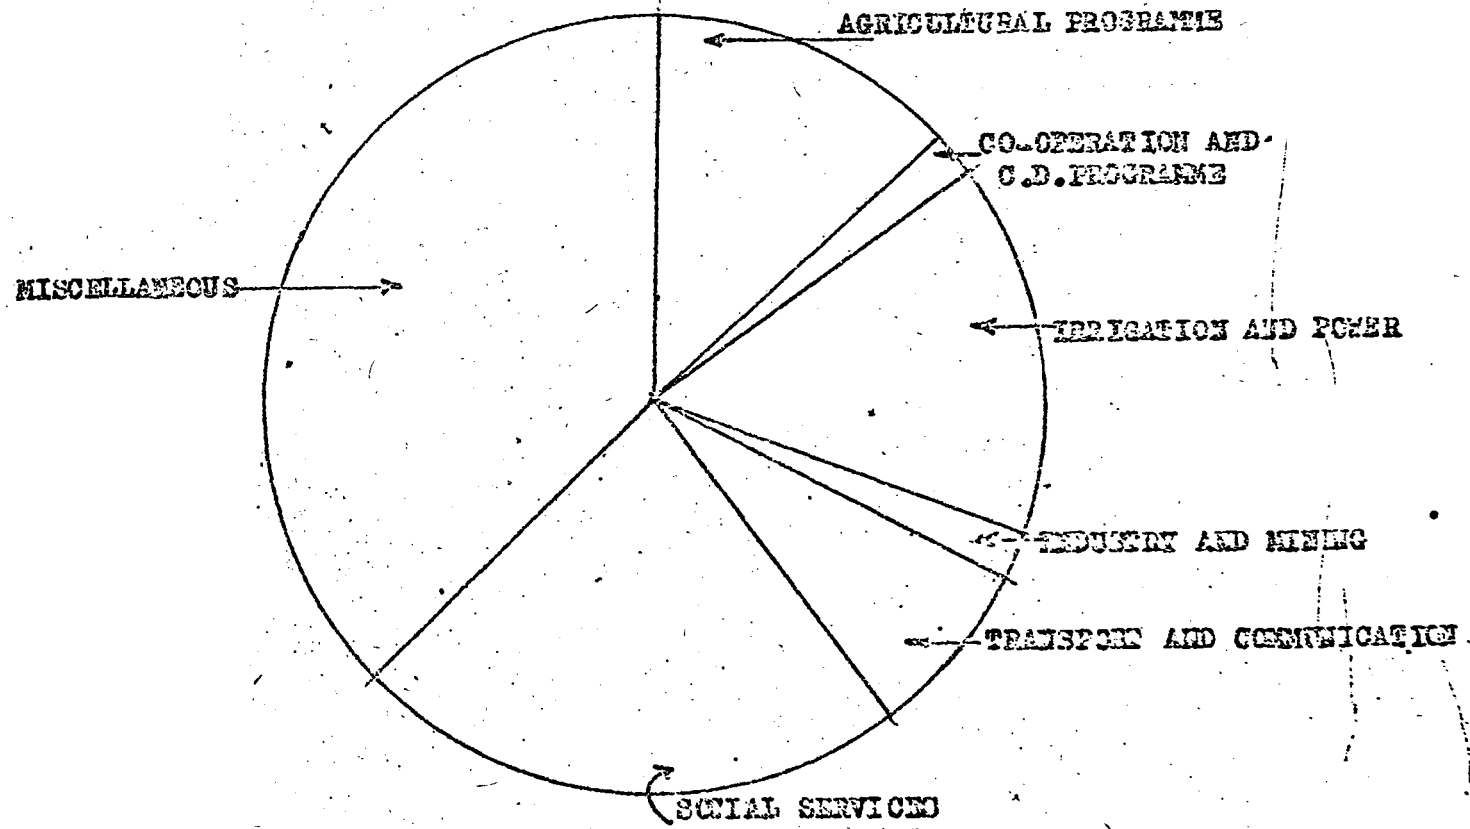 AGRICULTURAL PROGRAMME
CO-OPERATION AND
C.D.PROGRAMME
MISCELLANEOUS
IRRIGATION AND POWER
INDUSTRY AND MINING
TRANSPORT AND COMMUNICATION
SOCIAL SERVICES